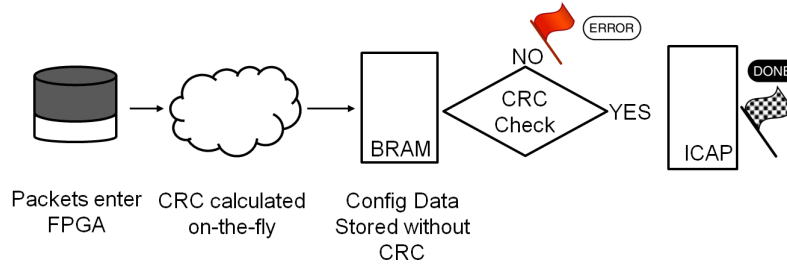 ERROR
NO
DONE
CRC
Check
YES
BRAM
ICAP
Packets enter
FPGA
CRC calculated
on-the-fly
Config Data
Stored without
CRC